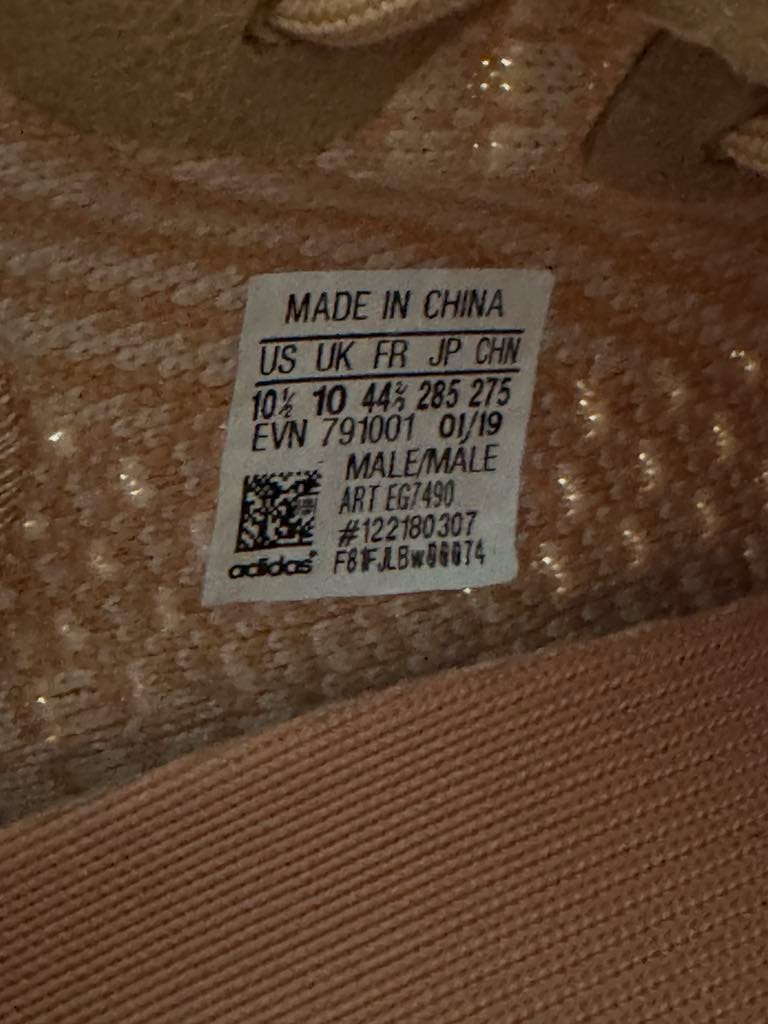 MADE IN CHINA
US UK FR JP CHN
10½ 10 44⅔ 285 275
EVN 791001 01/19
MALE/MALE
ART EG7490
#122180307
adidas®